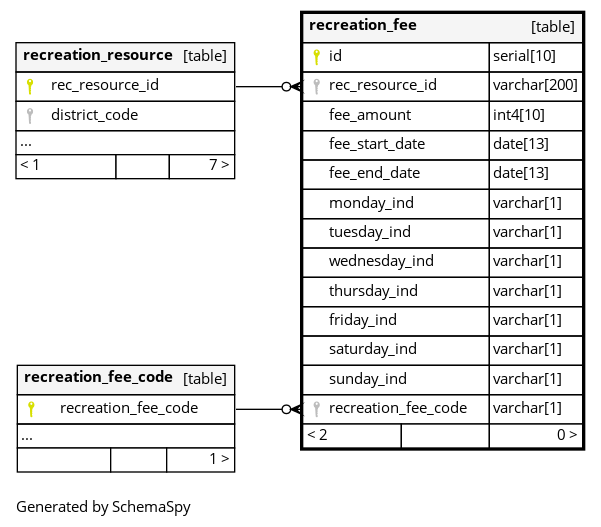 recreation_resource [table]
rec_resource_id
district_code
...
< 1 7 >
recreation_fee [table]
id serial[10]
rec_resource_id varchar[200]
fee_amount int4[10]
fee_start_date date[13]
fee_end_date date[13]
monday_ind varchar[1]
tuesday_ind varchar[1]
wednesday_ind varchar[1]
thursday_ind varchar[1]
friday_ind varchar[1]
saturday_ind varchar[1]
sunday_ind varchar[1]
recreation_fee_code varchar[1]
< 2 0 >
recreation_fee_code [table]
recreation_fee_code
...
1 >
Generated by SchemaSpy